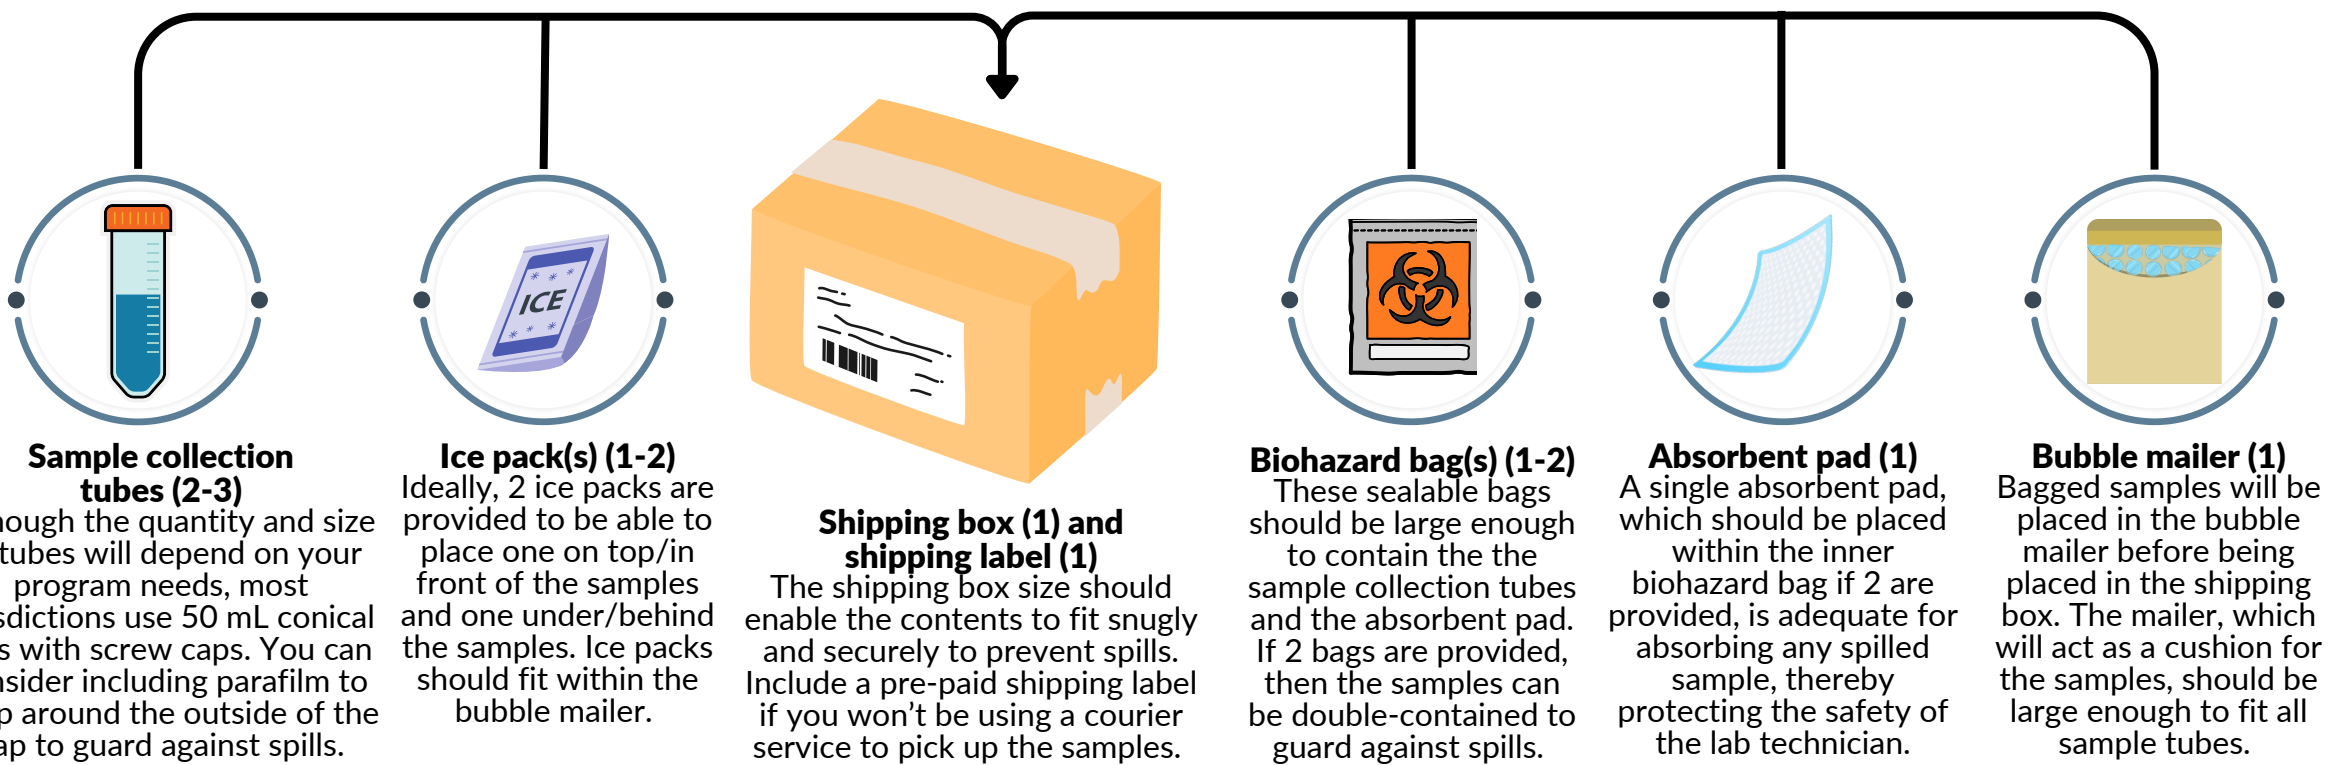 Sample collection
tubes (2-3)
ough the quantity and size
tubes will depend on your
program needs, most
sdictions use 50 mL conical
s with screw caps. You can
nsider including parafilm to
p around the outside of the
ap to guard against spills.
ICE
Ice pack(s) (1-2)
Ideally, 2 ice packs are
provided to be able to
place one on top/in
front of the samples
and one under/behind
the samples. Ice packs
should fit within the
bubble mailer.
Shipping box (1) and
shipping label (1)
The shipping box size should
enable the contents to fit snugly
and securely to prevent spills.
Include a pre-paid shipping label
if you won't be using a courier
service to pick up the samples.
Biohazard bag(s) (1-2)
These sealable bags
should be large enough
to contain the the
sample collection tubes
and the absorbent pad.
If 2 bags are provided,
then the samples can
be double-contained to
guard against spills.
Absorbent pad (1)
A single absorbent pad,
which should be placed
within the inner
biohazard bag if 2 are
provided, is adequate for
absorbing any spilled
sample, thereby
protecting the safety of
the lab technician.
Bubble mailer (1)
Bagged samples will be
placed in the bubble
mailer before being
placed in the shipping
box. The mailer, which
will act as a cushion for
the samples, should be
large enough to fit all
sample tubes.